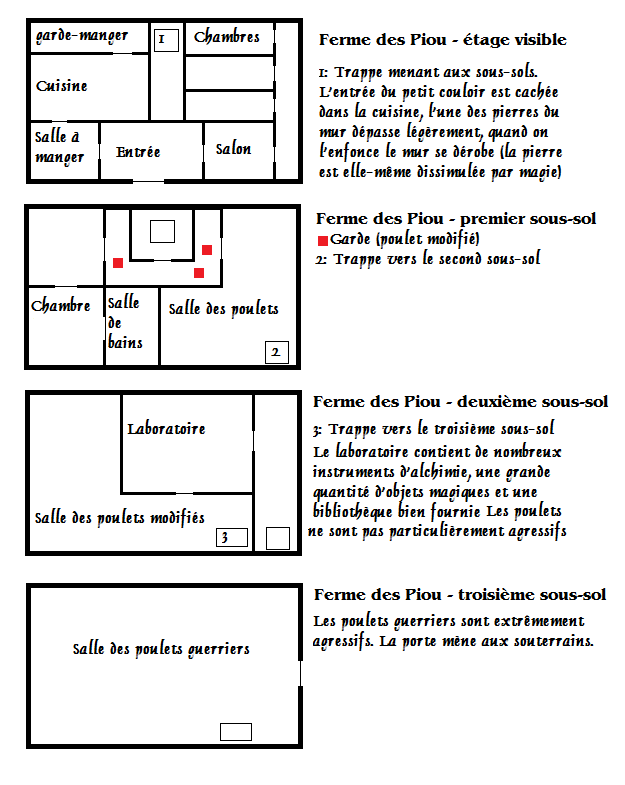 garde-manger
1
Chambres
Cuisine
Salle à
manger
Entrée
Salon
Ferme des Piou - étage visible
1: Trappe menant aux sous-sols.
L'entrée du petit couloir est cachée
dans la cuisine, l'une des pierres du
mur dépasse légèrement, quand on
l'enfonce le mur se dérobe (la pierre
est elle-même dissimulée par magie)
Chambre
Salle
de
bains
Salle des poulets
2
Ferme des Piou - premier sous-sol
Garde (poulet modifié)
2: Trappe vers le second sous-sol
Laboratoire
Salle des poulets modifiés
3
Ferme des Piou - deuxième sous-sol
3: Trappe vers le troisième sous-sol
Le laboratoire contient de nombreux
instruments d'alchimie, une grande
quantité d'objets magiques et une
bibliothèque bien fournie Les poulets
ne sont pas particulièrement agressifs
Salle des poulets guerriers
Ferme des Piou - troisième sous-sol
Les poulets guerriers sont extrêmement
agressifs. La porte mène aux souterrains.